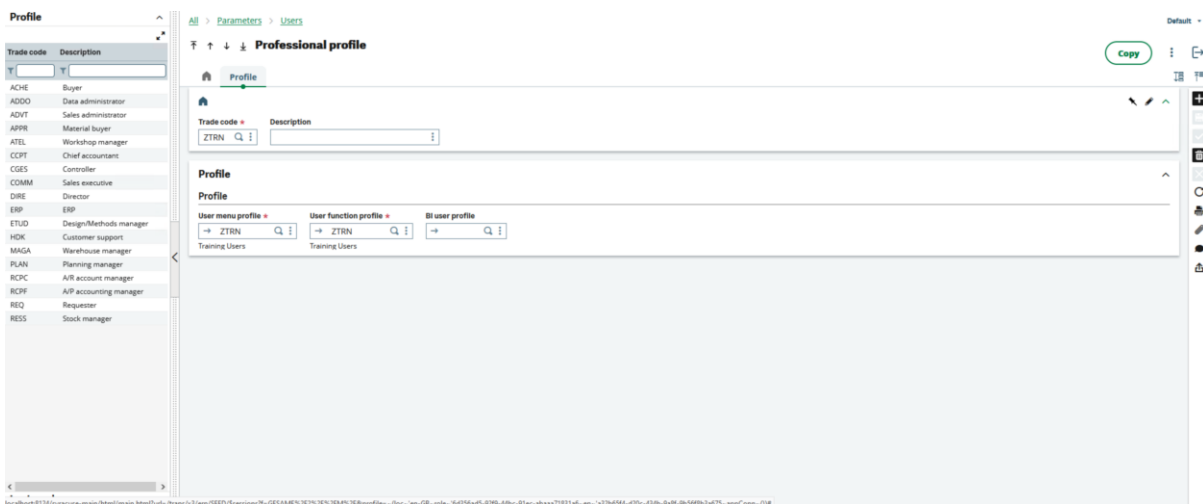 Profile
Trade code Description
ACHE Buyer
ADDO Data administrator
ADVT Sales administrator
APPR Material buyer
ATEL Workshop manager
CCPT Chief accountant
CGES Controller
COMM Sales executive
DIRE Director
ERP ERP
ETUD Design/Methods manager
HDK Customer support
MAGA Warehouse manager
PLAN Planning manager
RCPC A/R account manager
RCPF A/P accounting manager
REQ Requester
RESS Stock manager
All > Parameters > Users
Default
Professional profile
Copy
Profile
Trade code * Description
ZTRN
Profile
Profile
User menu profile * User function profile * BI user profile
ZTRN ZTRN
Training Users Training Users